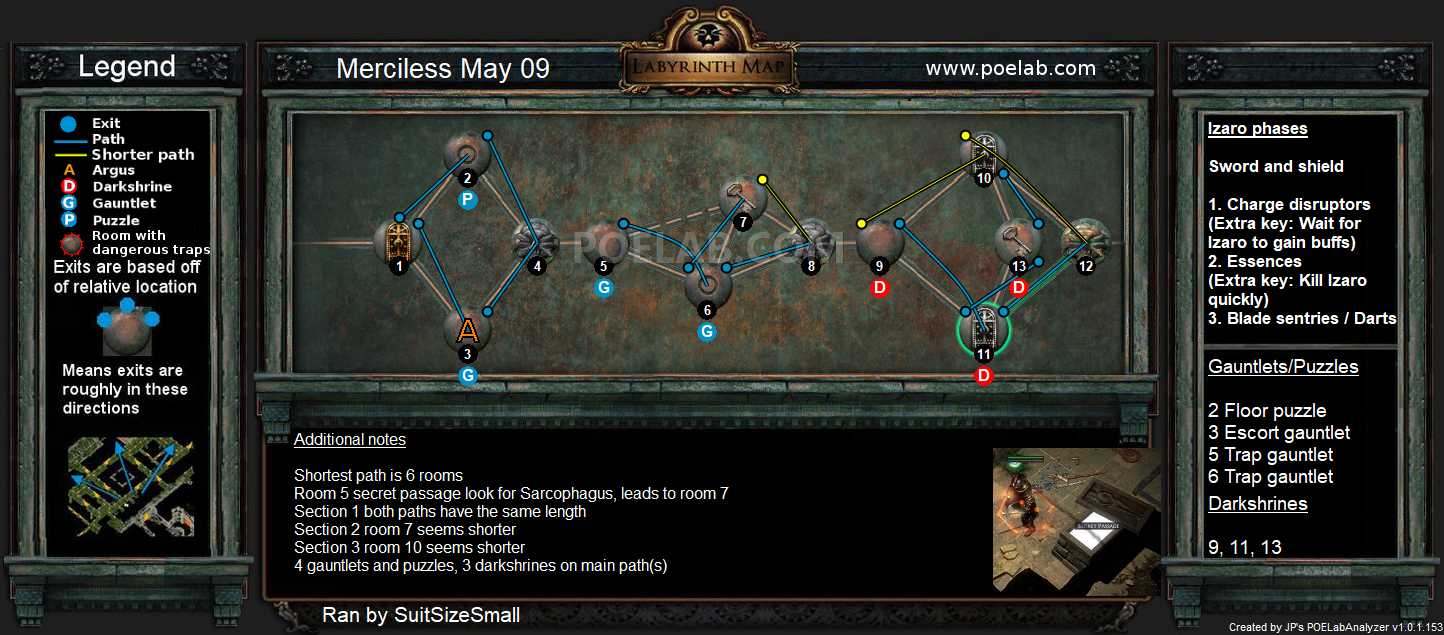 Legend
Exit
Path
Shorter path
A Argus
D Darkshrine
G Gauntlet
P Puzzle
Room with
dangerous traps
Exits are based off
of relative location
Means exits are
roughly in these
directions
Merciless May 09
LABYRINTH MAP
www.poelab.com
POELAB.COM
1
2
P
A
3
G
4
5
G
6
G
7
8
9
D
10
11
D
12
13
D
Additional notes
Shortest path is 6 rooms
Room 5 secret passage look for Sarcophagus, leads to room 7
Section 1 both paths have the same length
Section 2 room 7 seems shorter
Section 3 room 10 seems shorter
4 gauntlets and puzzles, 3 darkshrines on main path(s)
SECRET PASSAGE
Ran by SuitSizeSmall
Izaro phases
Sword and shield
1. Charge disruptors
(Extra key: Wait for
Izaro to gain buffs)
2. Essences
(Extra key: Kill Izaro
quickly)
3. Blade sentries / Darts
Gauntlets/Puzzles
2 Floor puzzle
3 Escort gauntlet
5 Trap gauntlet
6 Trap gauntlet
Darkshrines
9, 11, 13
Created by JP's POELabAnalyzer v1.0.1.153